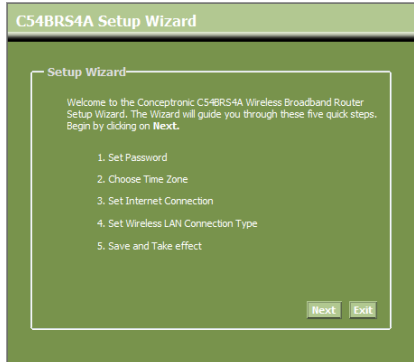 C54BRS4A Setup Wizard
Setup Wizard
Welcome to the Conceptronic C54BRS4A Wireless Broadband Router
Setup Wizard. The Wizard will guide you through these five quick steps.
Begin by clicking on Next.
1. Set Password
2. Choose Time Zone
3. Set Internet Connection
4. Set Wireless LAN Connection Type
5. Save and Take effect
Next Exit